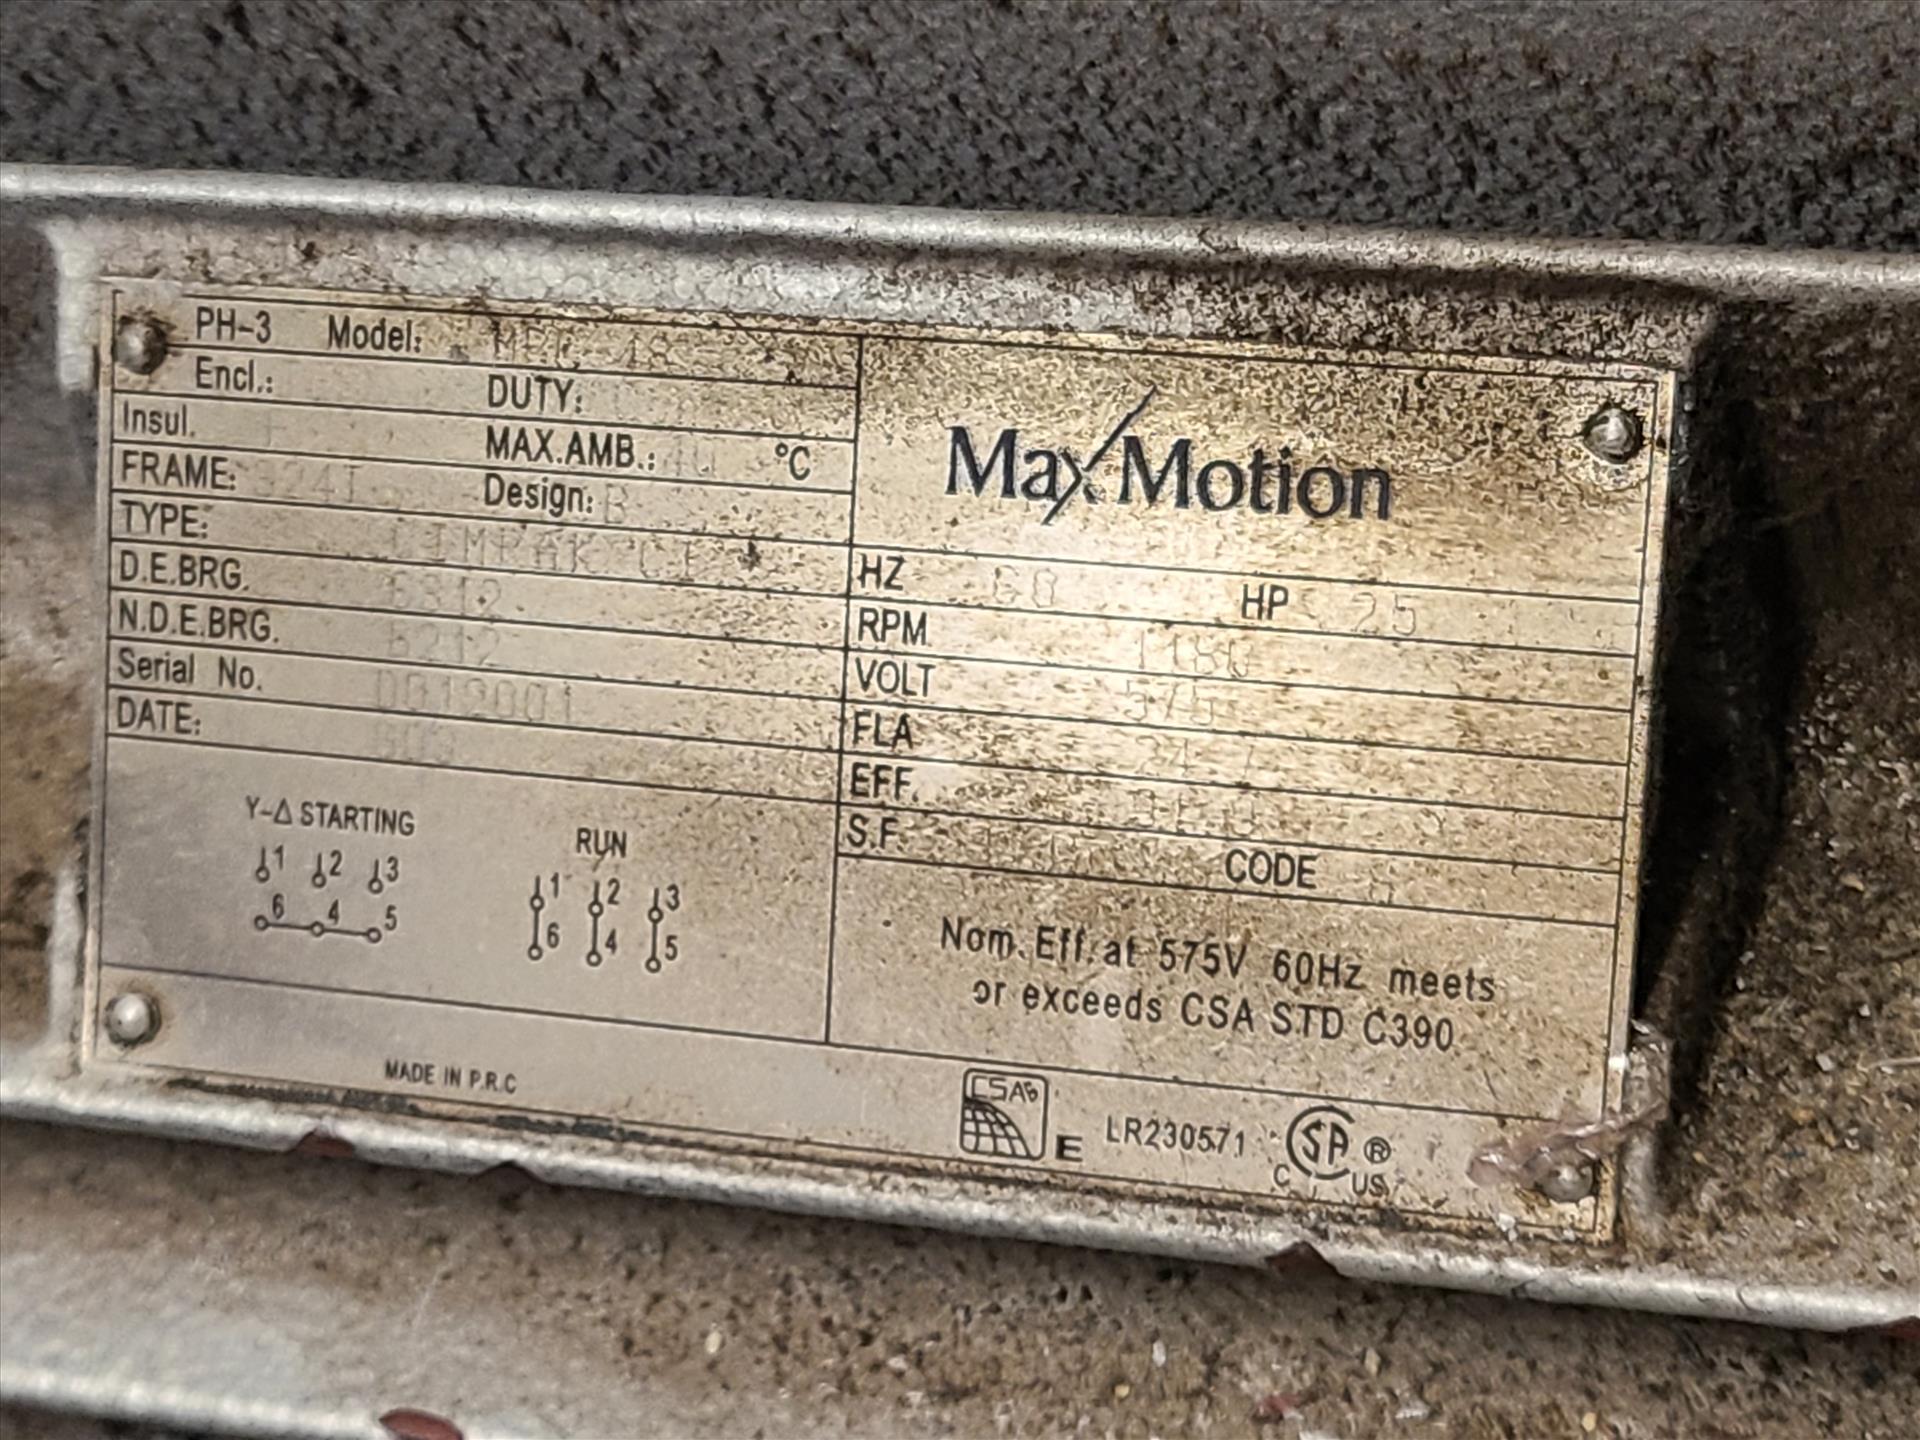 PH-3 Model:
Encl.: DUTY:
Insul. MAX.AMB.: 40 °C
FRAME: 324T Design: B
TYPE:
D.E.BRG. 6312
N.D.E.BRG. 6212
Serial No.
DATE:
Y-Δ STARTING
1 2 3
6 4 5
RUN
1 2 3
6 4 5
MaxMotion
HZ 60 HP 25
RPM 1180
VOLT 575
FLA
EFF.
S.F. CODE
Nom. Eff. at 575V 60Hz meets
or exceeds CSA STD C390
MADE IN P.R.C
CSA E LR230571 SA ® C US